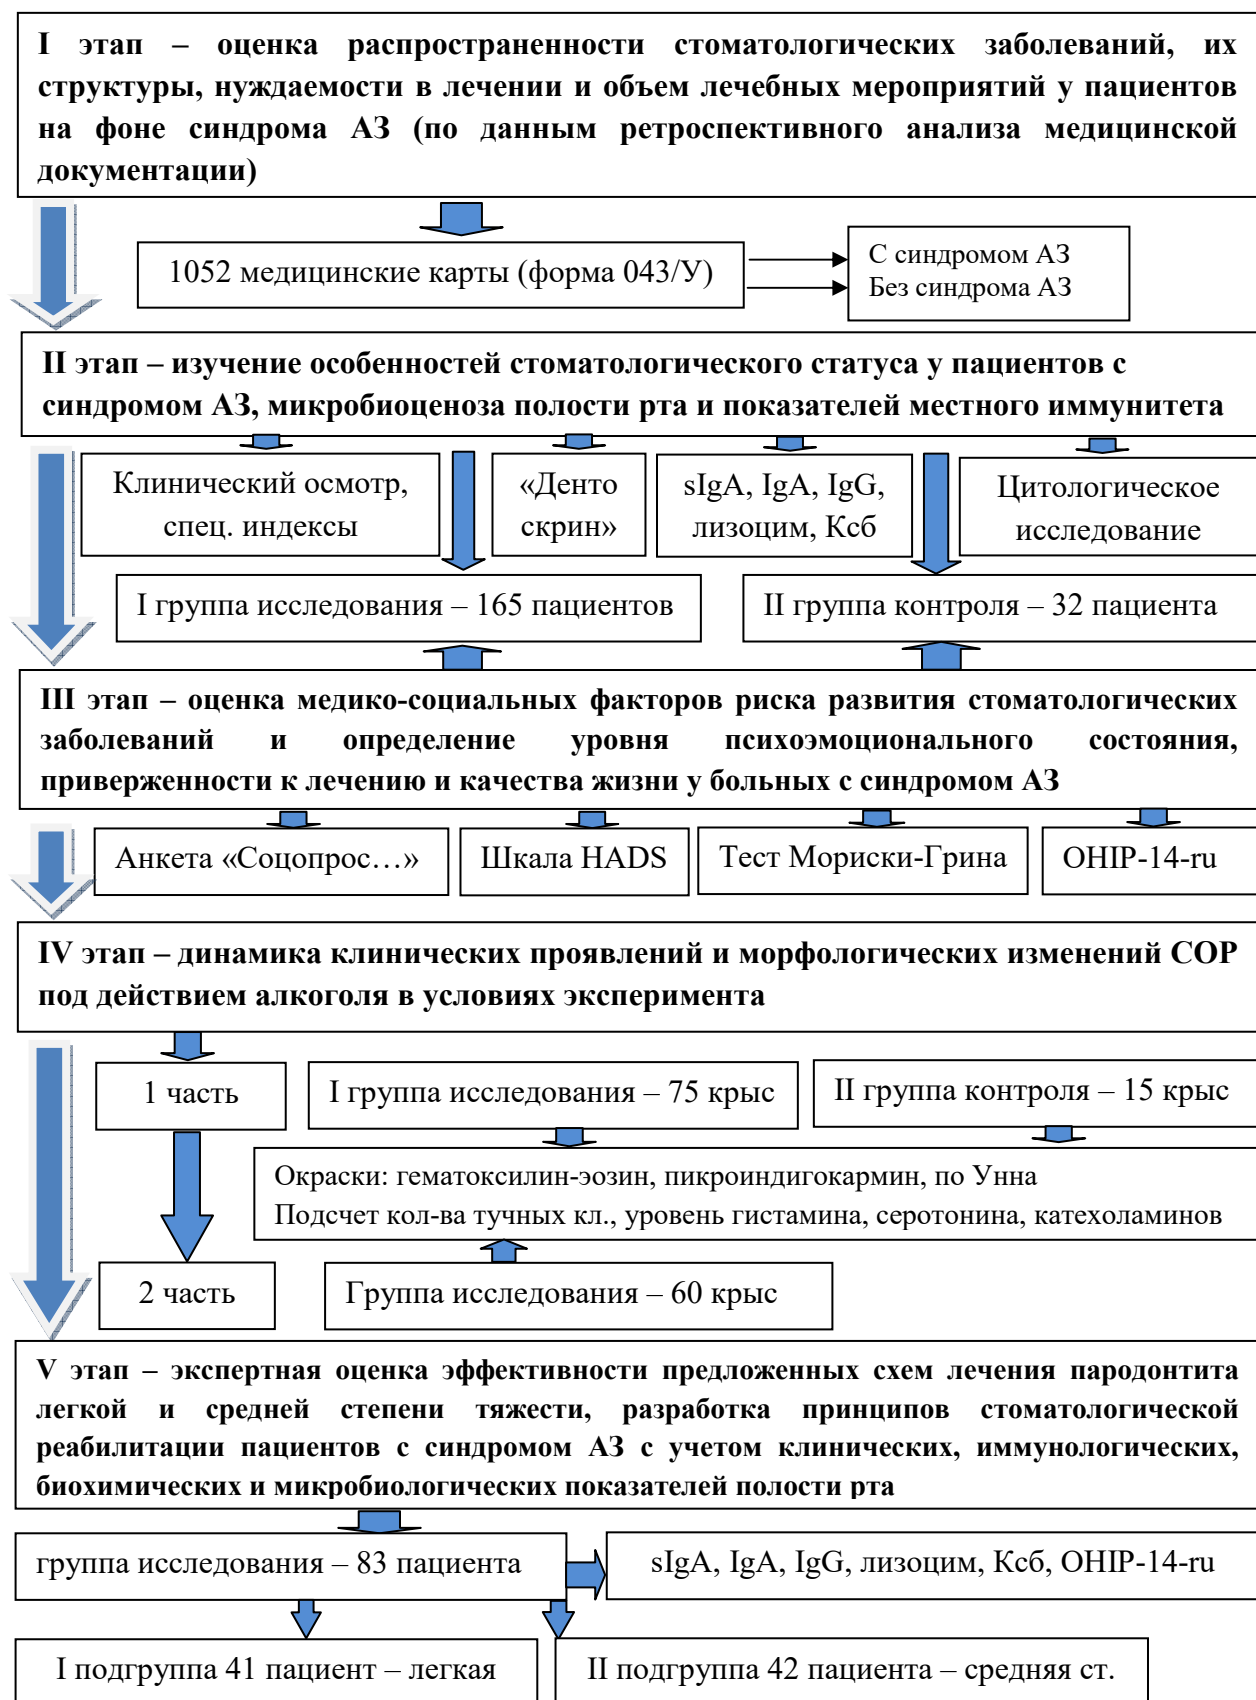 I этап – оценка распространенности стоматологических заболеваний, их
структуры, нуждаемости в лечении и объем лечебных мероприятий у пациентов
на фоне синдрома АЗ (по данным ретроспективного анализа медицинской
документации)
1052 медицинские карты (форма 043/У)
С синдромом АЗ
Без синдрома АЗ
II этап – изучение особенностей стоматологического статуса у пациентов с
синдромом АЗ, микробиоценоза полости рта и показателей местного иммунитета
Клинический осмотр,
спец. индексы
«Денто
скрин»
sIgA, IgA, IgG,
лизоцим, Ксб
Цитологическое
исследование
I группа исследования – 165 пациентов
II группа контроля – 32 пациента
III этап – оценка медико-социальных факторов риска развития стоматологических
заболеваний и определение уровня психоэмоционального состояния,
приверженности к лечению и качества жизни у больных с синдромом АЗ
Анкета «Соцопрос…»
Шкала HADS
Тест Мориски-Грина
OHIP-14-ru
IV этап – динамика клинических проявлений и морфологических изменений СОР
под действием алкоголя в условиях эксперимента
1 часть
I группа исследования – 75 крыс
II группа контроля – 15 крыс
Окраски: гематоксилин-эозин, пикроиндигокармин, по Унна
Подсчет кол-ва тучных кл., уровень гистамина, серотонина, катехоламинов
2 часть
Группа исследования – 60 крыс
V этап – экспертная оценка эффективности предложенных схем лечения пародонтита
легкой и средней степени тяжести, разработка принципов стоматологической
реабилитации пациентов с синдромом АЗ с учетом клинических, иммунологических,
биохимических и микробиологических показателей полости рта
группа исследования – 83 пациента
sIgA, IgA, IgG, лизоцим, Ксб, OHIP-14-ru
I подгруппа 41 пациент – легкая
II подгруппа 42 пациента – средняя ст.